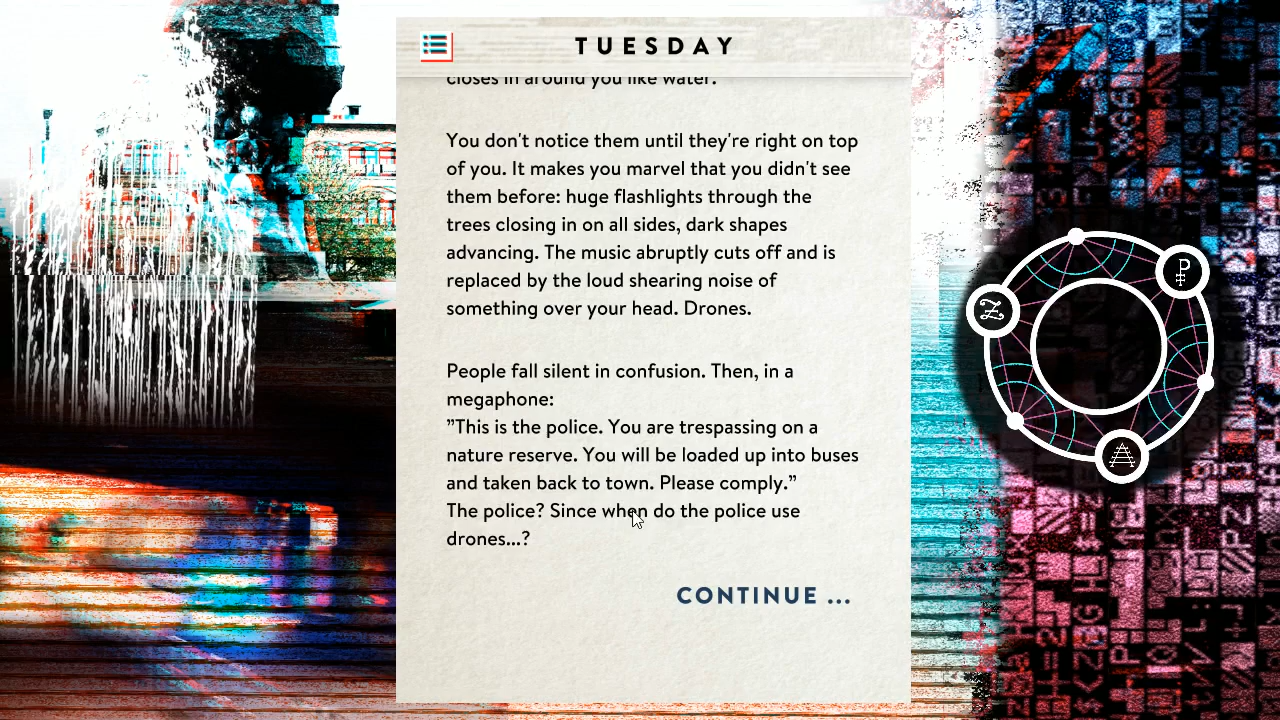 TUESDAY
closes in around you like water.
You don't notice them until they're right on top
of you. It makes you marvel that you didn't see
them before: huge flashlights through the
trees closing in on all sides, dark shapes
advancing. The music abruptly cuts off and is
replaced by the loud shearing noise of
something over your head. Drones.
People fall silent in confusion. Then, in a
megaphone:
”This is the police. You are trespassing on a
nature reserve. You will be loaded up into buses
and taken back to town. Please comply.”
The police? Since when do the police use
drones...?
CONTINUE ...